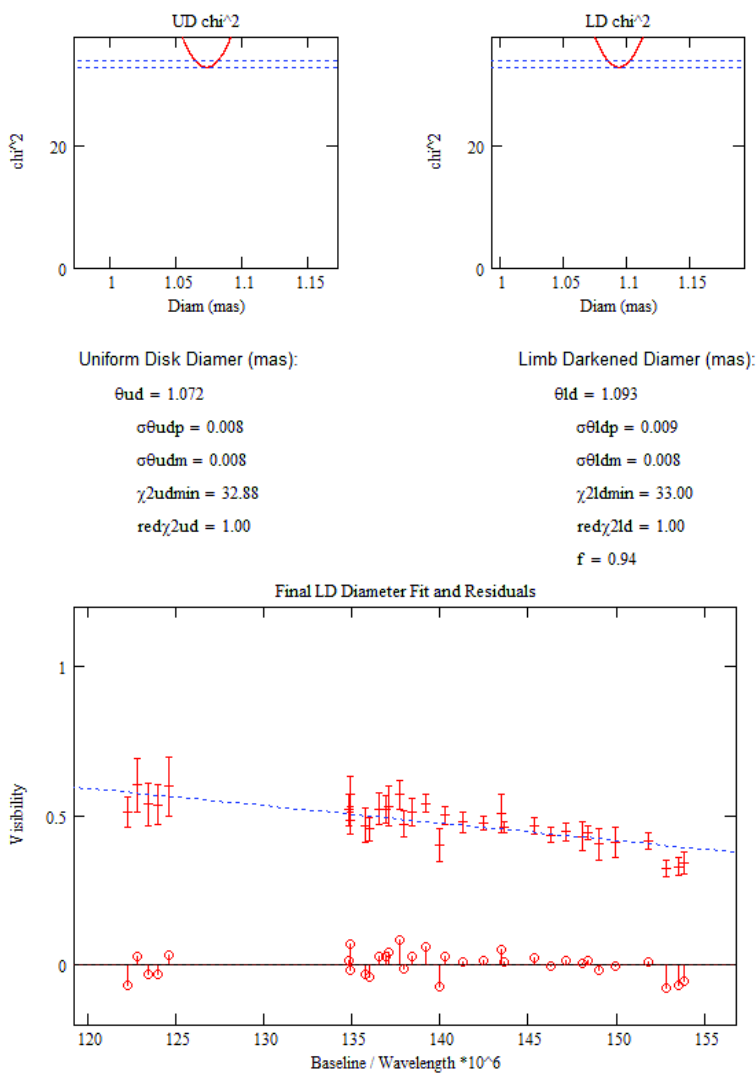 UD chi^2
LD chi^2
chi^2
20
0
1 1.05 1.1 1.15
Diam (mas)
chi^2
20
0
1 1.05 1.1 1.15
Diam (mas)
Uniform Disk Diamer (mas):
θud = 1.072
σθudp = 0.008
σθudm = 0.008
χ2udmin = 32.88
redχ2ud = 1.00
Limb Darkened Diamer (mas):
θld = 1.093
σθldp = 0.009
σθldm = 0.008
χ2ldmin = 33.00
redχ2ld = 1.00
f = 0.94
Final LD Diameter Fit and Residuals
Visibility
1
0.5
0
120 125 130 135 140 145 150 155
Baseline / Wavelength *10^6